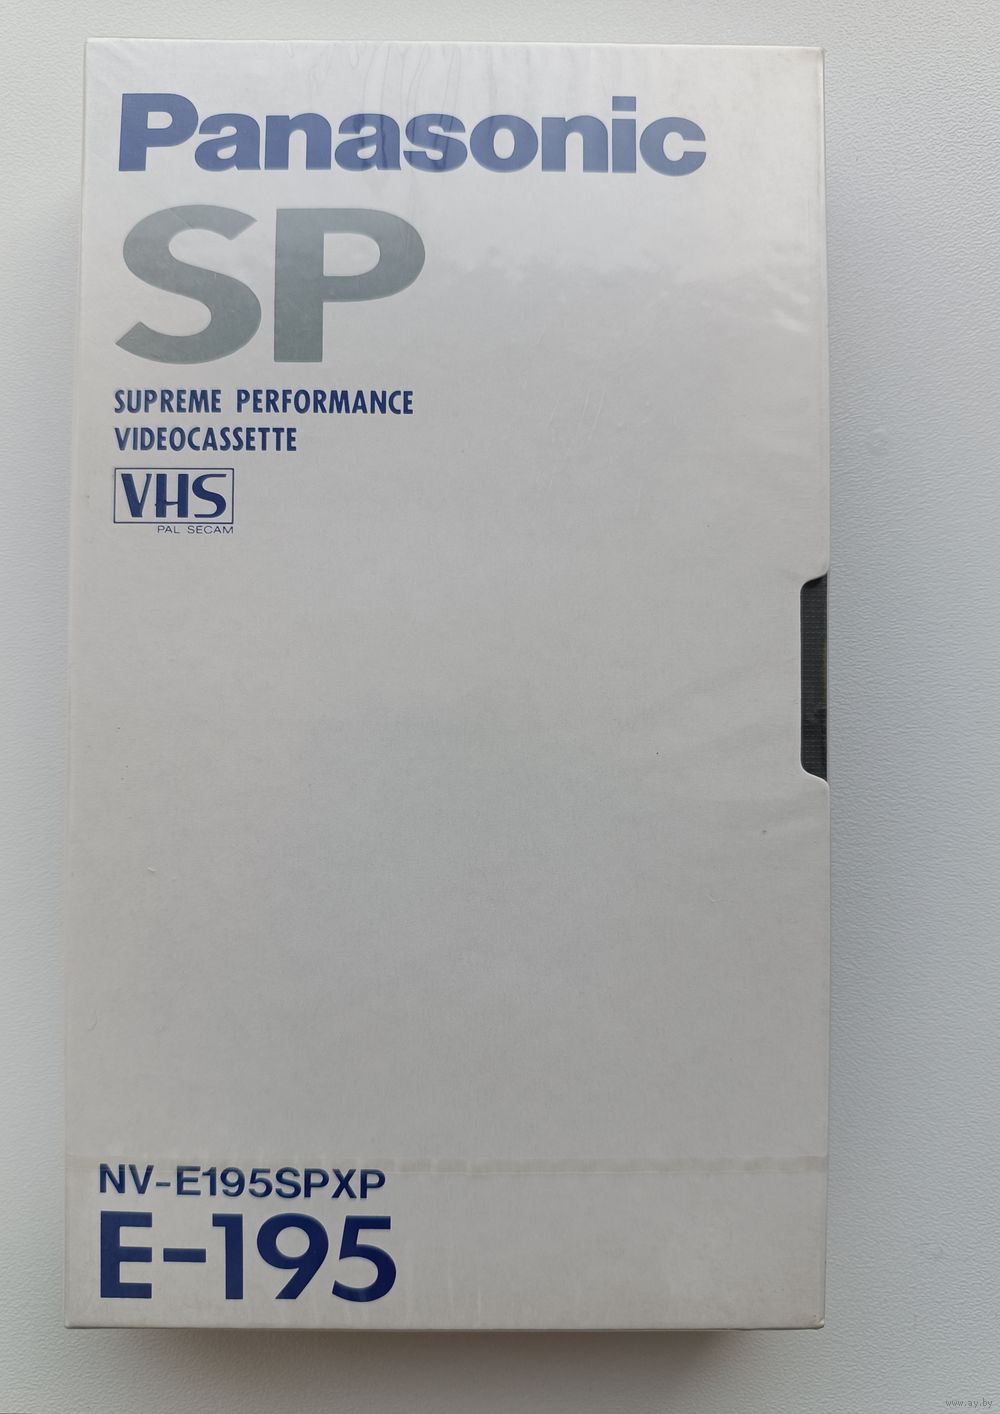 Panasonic
SP
SUPREME PERFORMANCE
VIDEOCASSETTE
VHS
PAL SECAM
NV-E195SPXP
E-195
www.ay.by